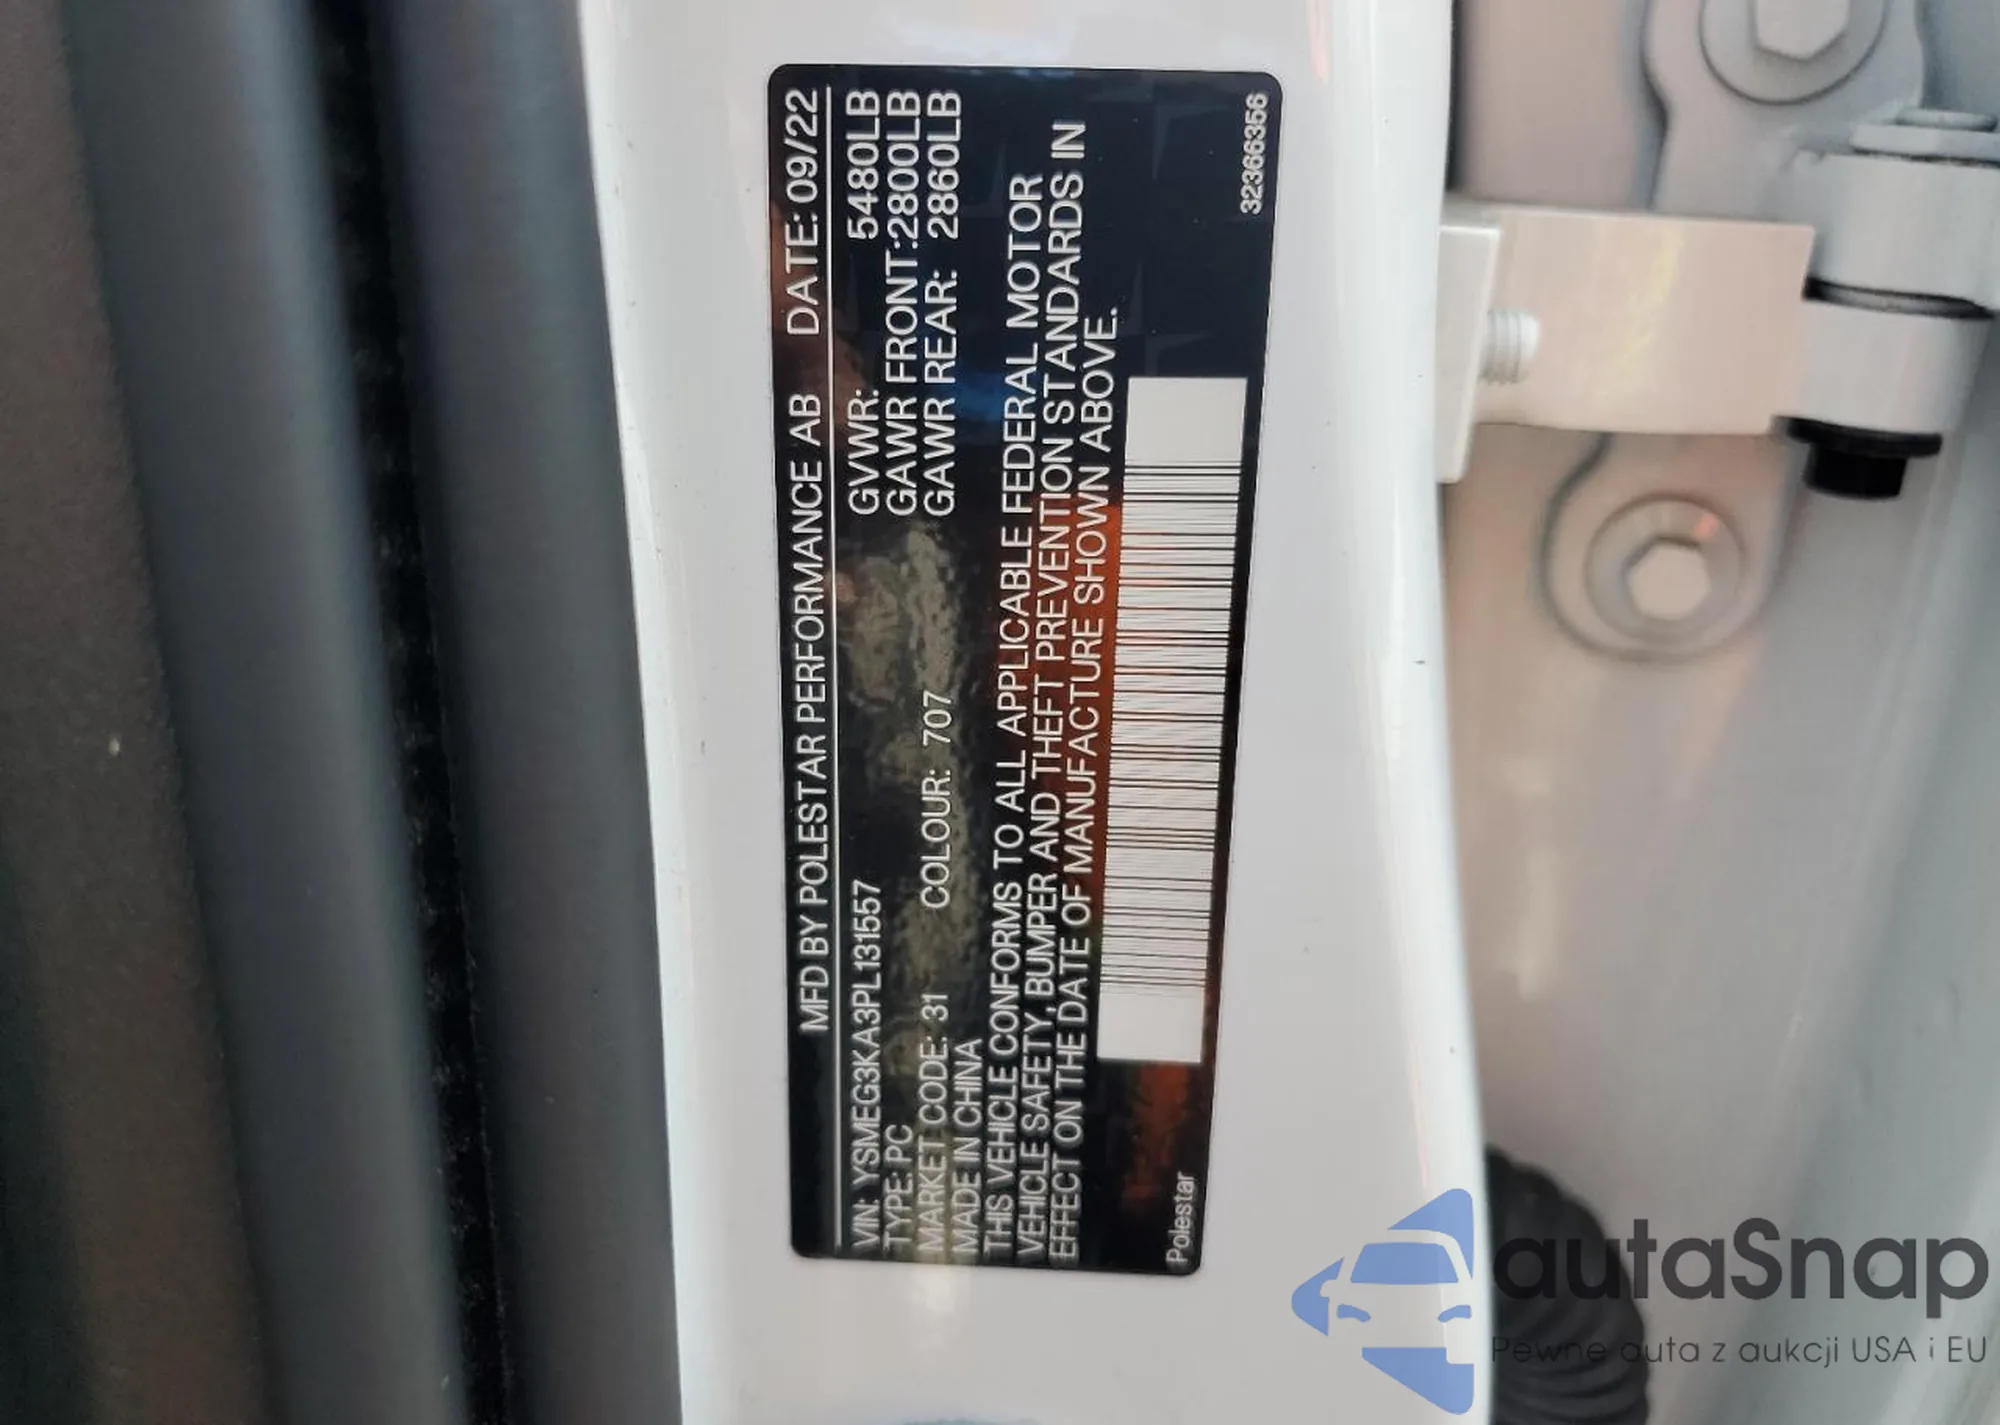 MFD BY POLESTAR PERFORMANCE AB DATE: 09/22
VIN: YSMEG3KA3PL131557 GVWR: 5480LB
TYPE: PC GAWR FRONT:2800LB
MARKET CODE: 31 COLOUR: 707 GAWR REAR: 2860LB
MADE IN CHINA
THIS VEHICLE CONFORMS TO ALL APPLICABLE FEDERAL MOTOR
VEHICLE SAFETY, BUMPER AND THEFT PREVENTION STANDARDS IN
EFFECT ON THE DATE OF MANUFACTURE SHOWN ABOVE.
Polestar 32366356
autaSnap
Pewne auta z aukcji USA i EU